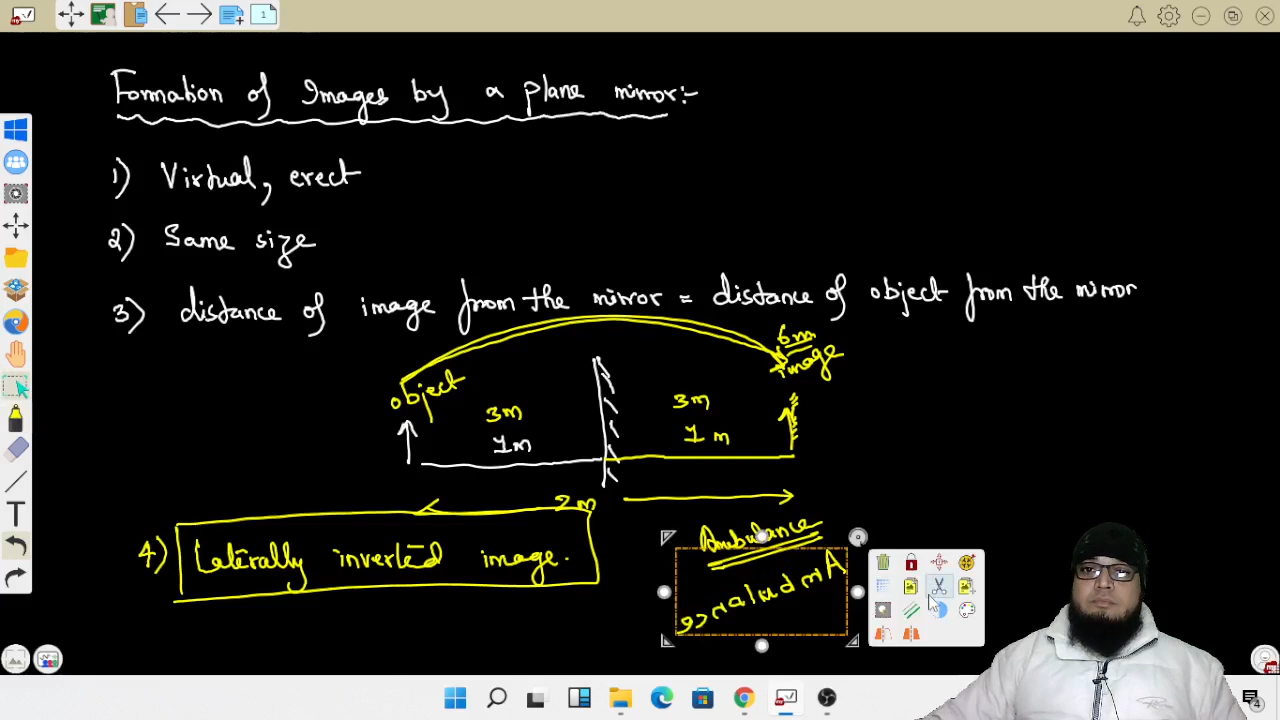 1
Formation of Images by a plane mirror:-
1) Virtual, erect
2) Same size
3) distance of image from the mirror = distance of object from the mirror
6m
image
object
3m 3m
1m 1m
2m
4) Laterally inverted image.
Ambulance
4